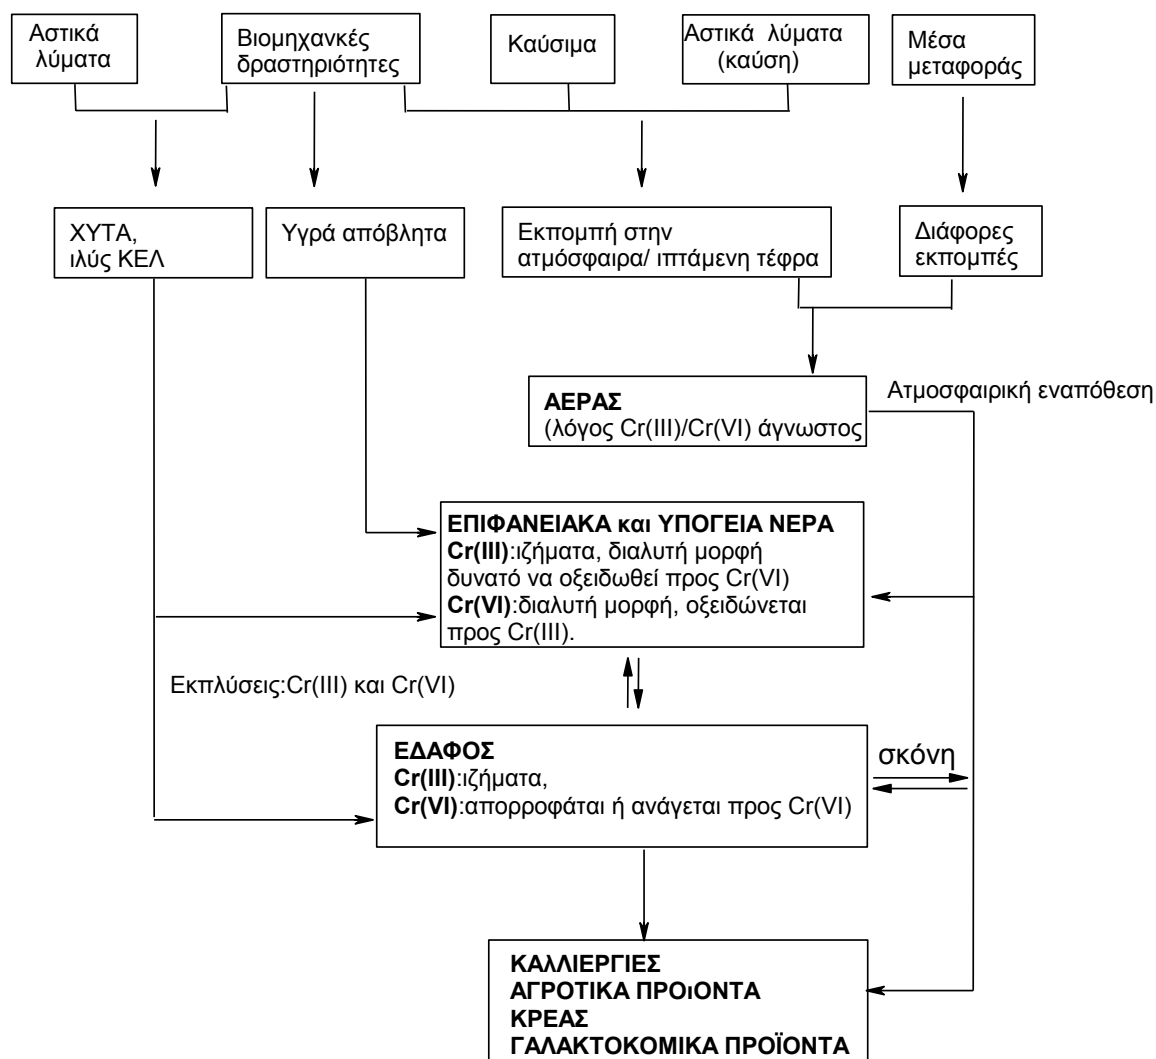 Αστικά
λύματα
Βιομηχανκές
δραστηριότητες
Καύσιμα
Αστικά λύματα
(καύση)
Μέσα
μεταφοράς
ΧΥΤΑ,
ιλύς ΚΕΛ
Υγρά απόβλητα
Εκπομπή στην
ατμόσφαιρα/ ιπτάμενη τέφρα
Διάφορες
εκπομπές
ΑΕΡΑΣ
(λόγος Cr(III)/Cr(VI) άγνωστος
Ατμοσφαιρική εναπόθεση
ΕΠΙΦΑΝΕΙΑΚΑ και ΥΠΟΓΕΙΑ ΝΕΡΑ
Cr(III):ιζήματα, διαλυτή μορφή
δυνατό να οξειδωθεί προς Cr(VI)
Cr(VI):διαλυτή μορφή, οξειδώνεται
προς Cr(III).
Εκπλύσεις:Cr(III) και Cr(VI)
ΕΔΑΦΟΣ
Cr(III):ιζήματα,
Cr(VI):απορροφάται ή ανάγεται προς Cr(VI)
σκόνη
ΚΑλΛΙΕΡΓΙΕΣ
ΑΓΡΟΤΙΚΑ ΠΡΟιΟΝΤΑ
ΚΡΕΑΣ
ΓΑΛΑΚΤΟΚΟΜΙΚΑ ΠΡΟΪΟΝΤΑ